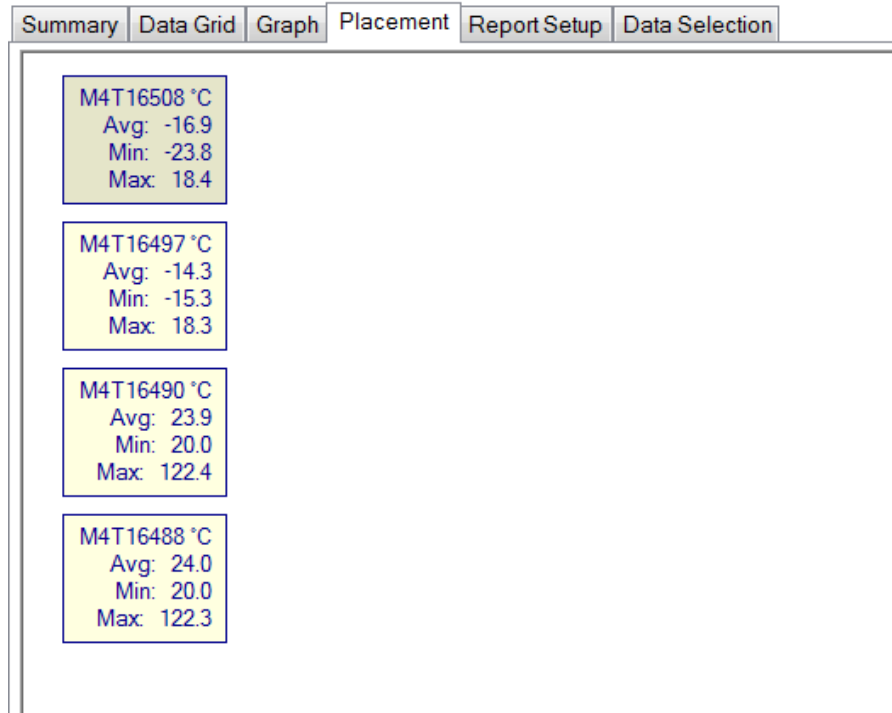 Summary Data Grid Graph Placement Report Setup Data Selection
M4T16508 °C
Avg: -16.9
Min: -23.8
Max: 18.4
M4T16497 °C
Avg: -14.3
Min: -15.3
Max: 18.3
M4T16490 °C
Avg: 23.9
Min: 20.0
Max: 122.4
M4T16488 °C
Avg: 24.0
Min: 20.0
Max: 122.3